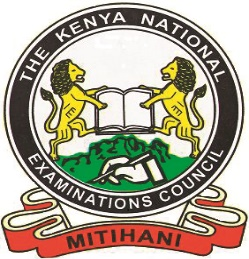 THE KENYA NATIONAL
EXAMINATIONS COUNCIL
MITIHANI